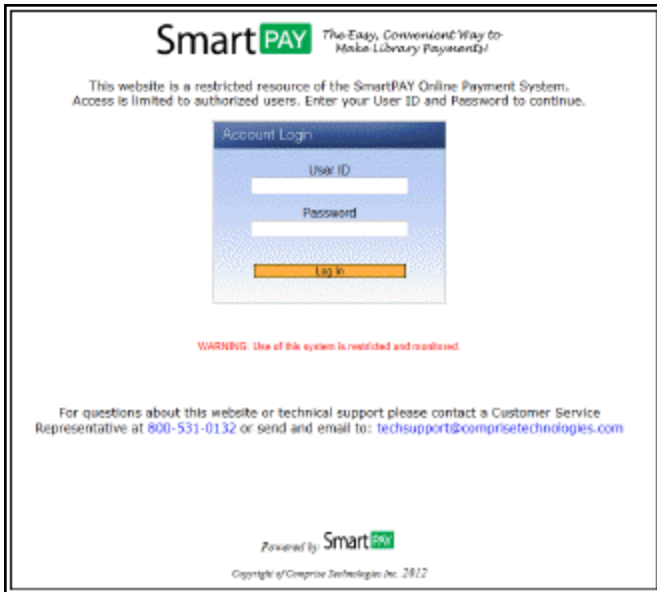 Smart PAY The Easy, Convenient Way to
Make Library Payments!
This website is a restricted resource of the SmartPAY Online Payment System.
Access is limited to authorized users. Enter your User ID and Password to continue.
Account Login
User ID
Password
Log In
WARNING: Use of this system is restricted and monitored.
For questions about this website or technical support please contact a Customer Service
Representative at 800-531-0132 or send and email to: techsupport@comprisetechnologies.com
Powered by Smart PAY
Copyright of Comprise Technologies Inc. 2012